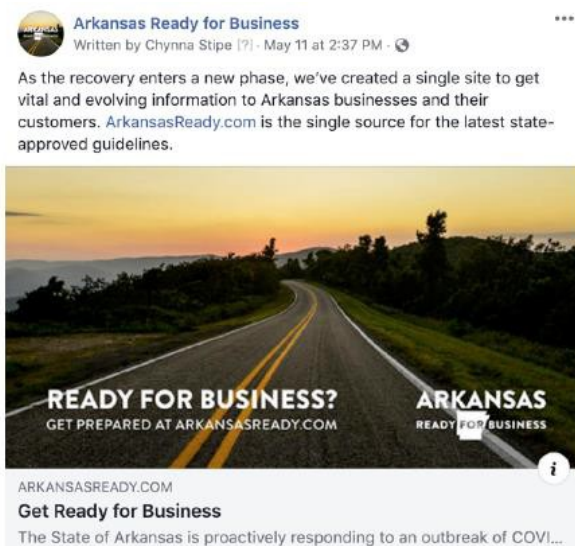 Arkansas Ready for Business
Written by Chynna Stipe [?] · May 11 at 2:37 PM ·
As the recovery enters a new phase, we've created a single site to get
vital and evolving information to Arkansas businesses and their
customers. ArkansasReady.com is the single source for the latest state-
approved guidelines.
READY FOR BUSINESS?
GET PREPARED AT ARKANSASREADY.COM
ARKANSAS
READY FOR BUSINESS
i
ARKANSASREADY.COM
Get Ready for Business
The State of Arkansas is proactively responding to an outbreak of COVI...